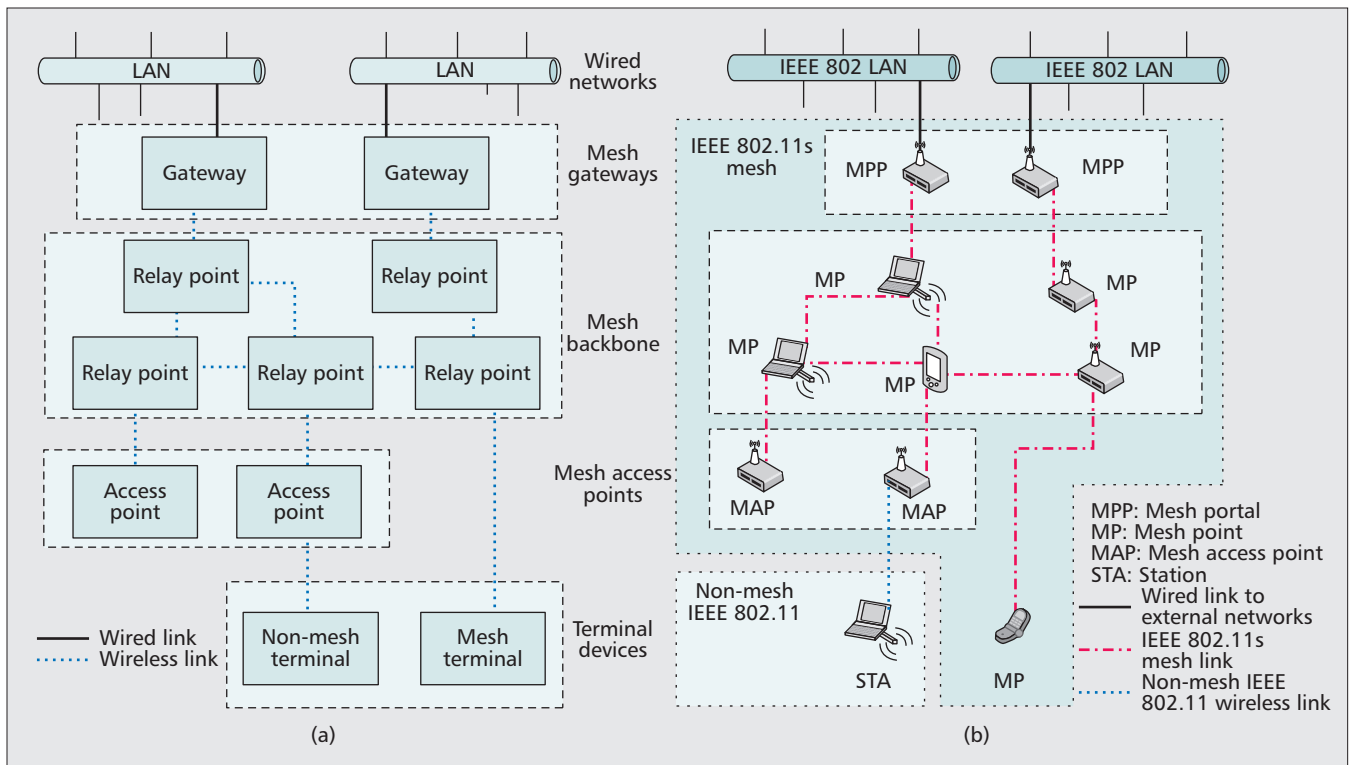 LAN
LAN
Wired
networks
Gateway
Gateway
Mesh
gateways
Relay point
Relay point
Relay point
Relay point
Relay point
Mesh
backbone
Access
point
Access
point
Mesh access
points
Non-mesh
terminal
Mesh
terminal
Terminal
devices
Wired link
Wireless link
(a)
IEEE 802 LAN
IEEE 802 LAN
IEEE 802.11s
mesh
MPP
MPP
MP
MP
MP
MP
MP
MAP
MAP
Non-mesh
IEEE 802.11
STA
MP
MPP: Mesh portal
MP: Mesh point
MAP: Mesh access point
STA: Station
Wired link to
external networks
IEEE 802.11s
mesh link
Non-mesh IEEE
802.11 wireless link
(b)